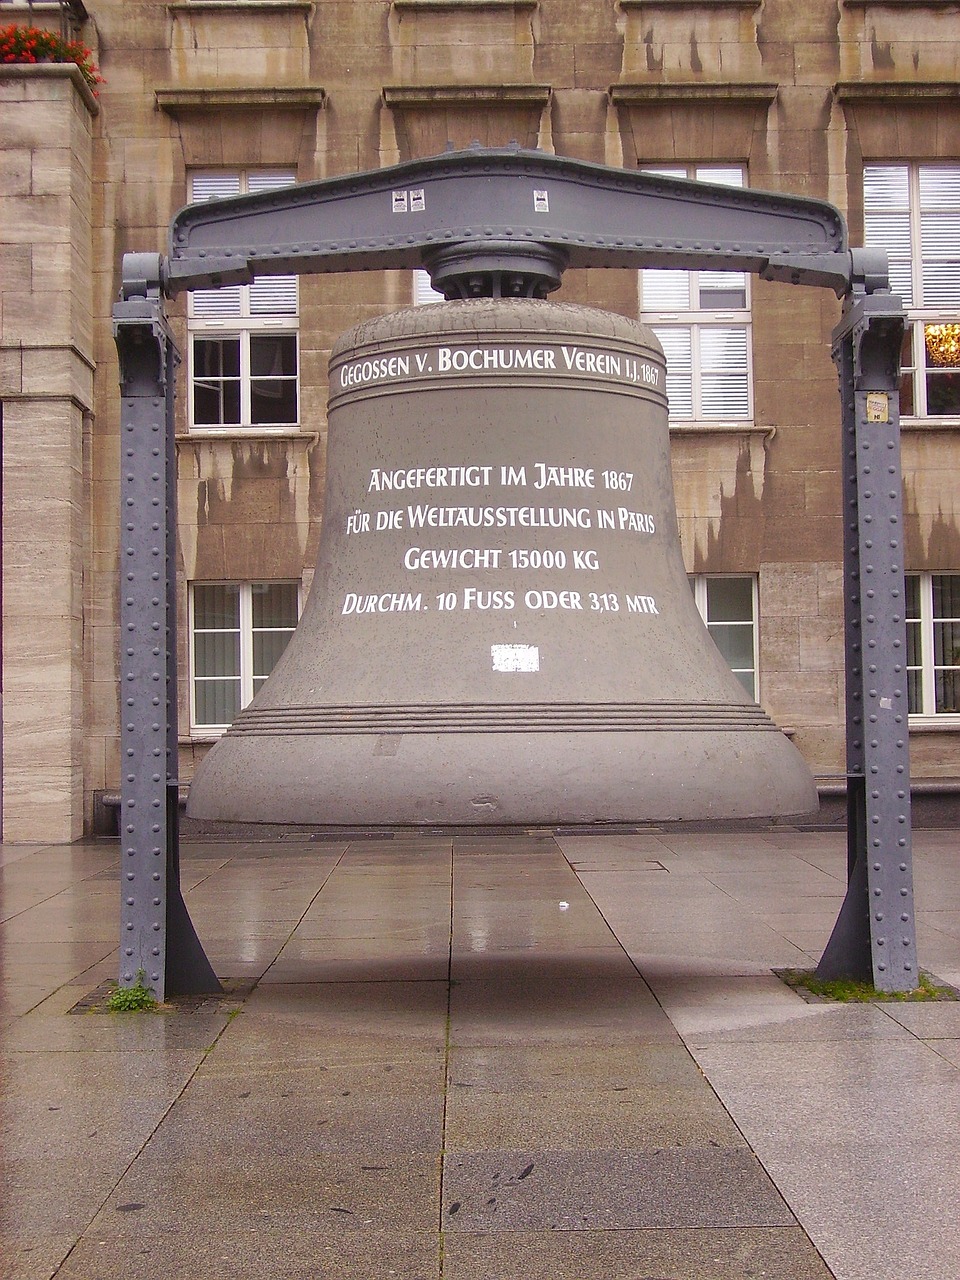 GEGOSSEN V. BOCHUMER VEREIN I.J. 1867
ANGEFERTIGT IM JAHRE 1867
FÜR DIE WELTAUSSTELLUNG IN PARIS
GEWICHT 15000 KG
DURCHM. 10 FUSS ODER 3,13 MTR